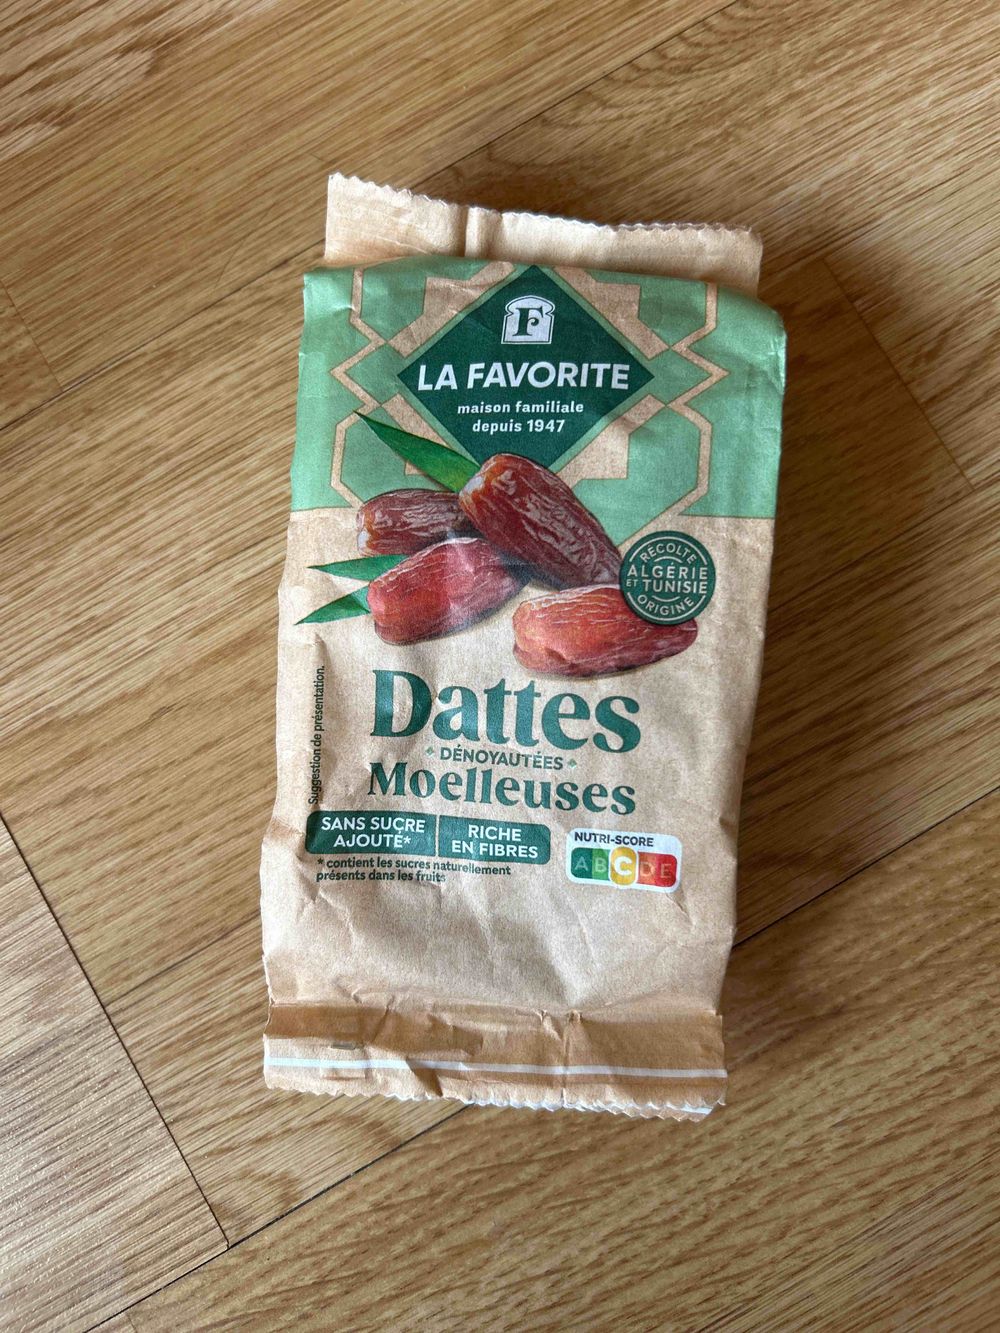 F
LA FAVORITE
maison familiale
depuis 1947
RÉCOLTE
ALGÉRIE
ET TUNISIE
ORIGINE
Suggestion de présentation.
Dattes
DÉNOYAUTÉES
Moelleuses
SANS SUCRE
AJOUTÉ*
RICHE
EN FIBRES
* contient les sucres naturellement
présents dans les fruits
NUTRI-SCORE
A B C D E